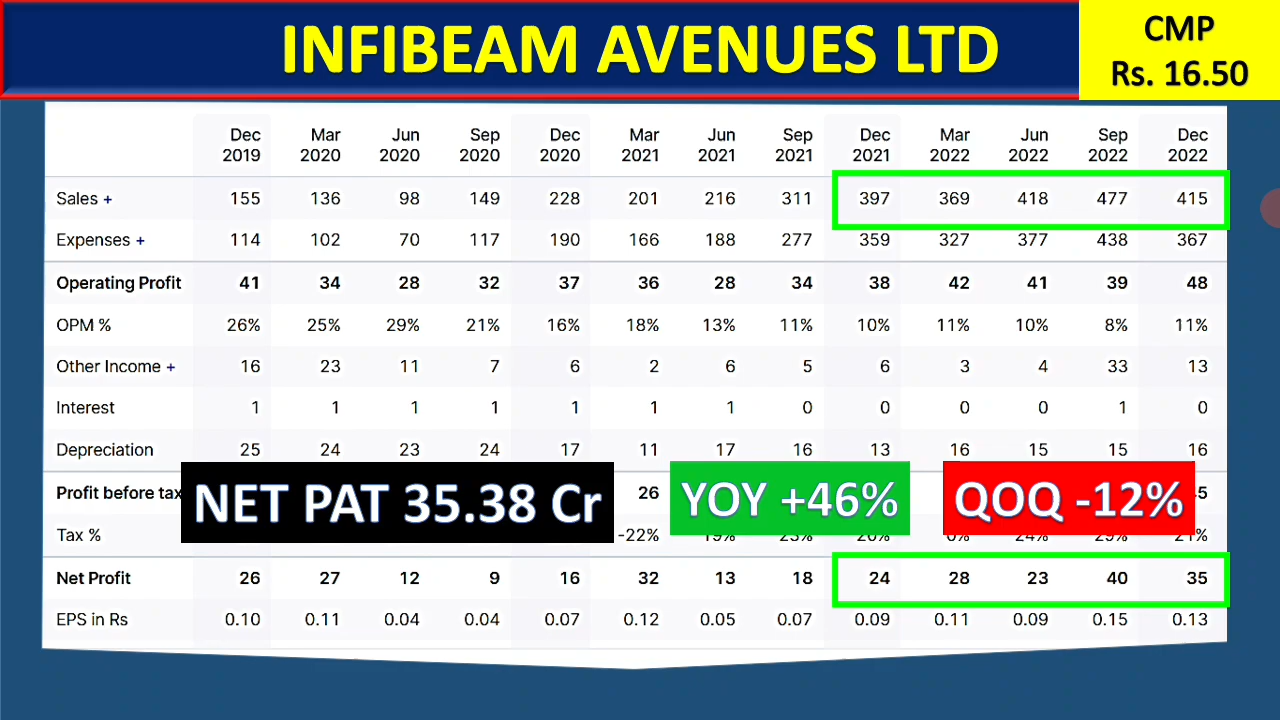 INFIBEAM AVENUES LTD
CMP
Rs. 16.50
Dec 2019 Mar 2020 Jun 2020 Sep 2020 Dec 2020 Mar 2021 Jun 2021 Sep 2021 Dec 2021 Mar 2022 Jun 2022 Sep 2022 Dec 2022
Sales + 155 136 98 149 228 201 216 311 397 369 418 477 415
Expenses + 114 102 70 117 190 166 188 277 359 327 377 438 367
Operating Profit 41 34 28 32 37 36 28 34 38 42 41 39 48
OPM % 26% 25% 29% 21% 16% 18% 13% 11% 10% 11% 10% 8% 11%
Other Income + 16 23 11 7 6 2 6 5 6 3 4 33 13
Interest 1 1 1 1 1 1 1 0 0 0 0 1 0
Depreciation 25 24 23 24 17 11 17 16 13 16 15 15 16
Profit before tax 26
NET PAT 35.38 Cr YOY +46% QOQ -12%
Tax % -22% 19% 23% 20% 24% 29% 21%
Net Profit 26 27 12 9 16 32 13 18 24 28 23 40 35
EPS in Rs 0.10 0.11 0.04 0.04 0.07 0.12 0.05 0.07 0.09 0.11 0.09 0.15 0.13